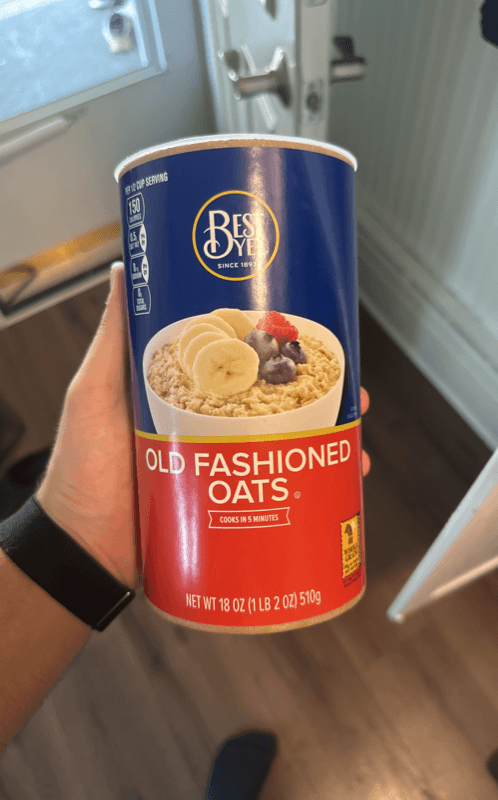 PER 1/2 CUP SERVING
150
CALORIES
BEST
YET
SINCE 1893
OLD FASHIONED
OATS
COOKS IN 5 MINUTES
NET WT 18 OZ (1 LB 2 OZ) 510g